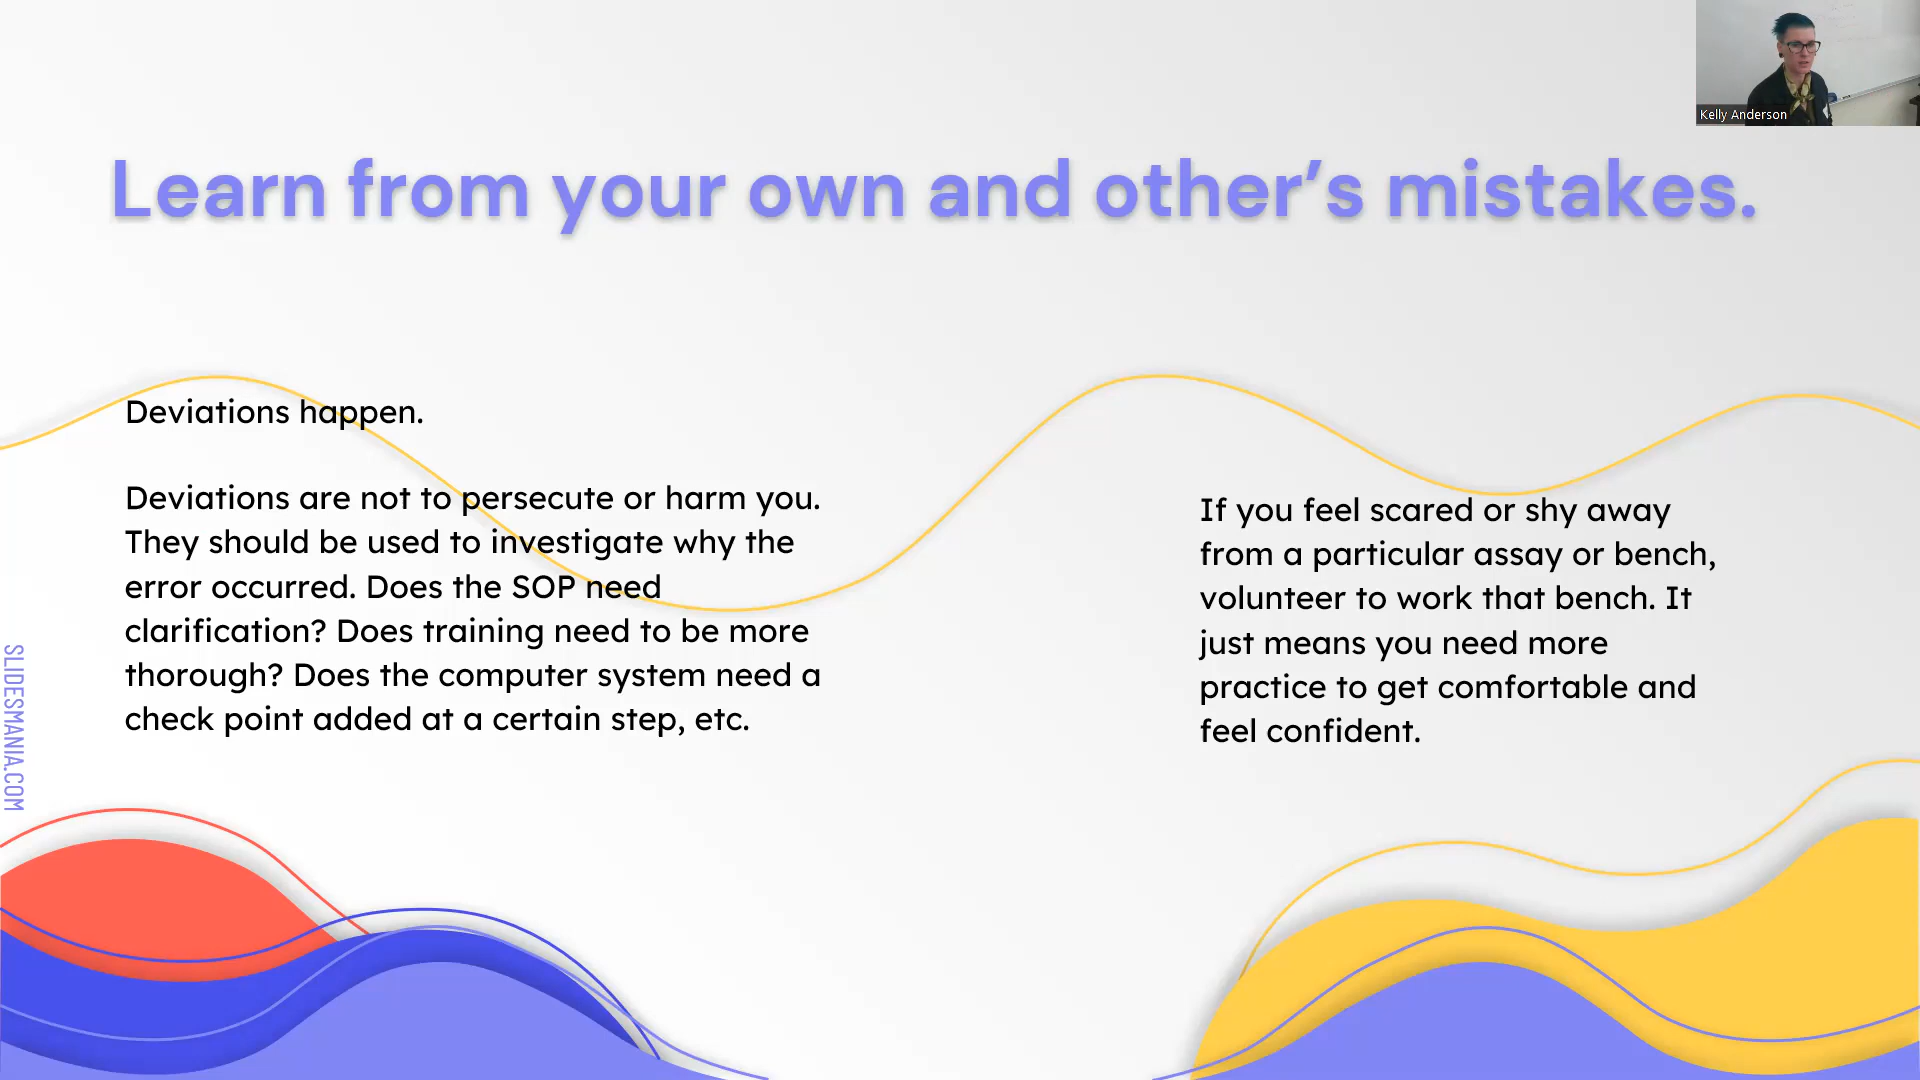 Kelly Anderson
Learn from your own and other’s mistakes.
Deviations happen.
Deviations are not to persecute or harm you.
They should be used to investigate why the
error occurred. Does the SOP need
clarification? Does training need to be more
thorough? Does the computer system need a
check point added at a certain step, etc.
If you feel scared or shy away
from a particular assay or bench,
volunteer to work that bench. It
just means you need more
practice to get comfortable and
feel confident.
SLIDESMANIA.COM